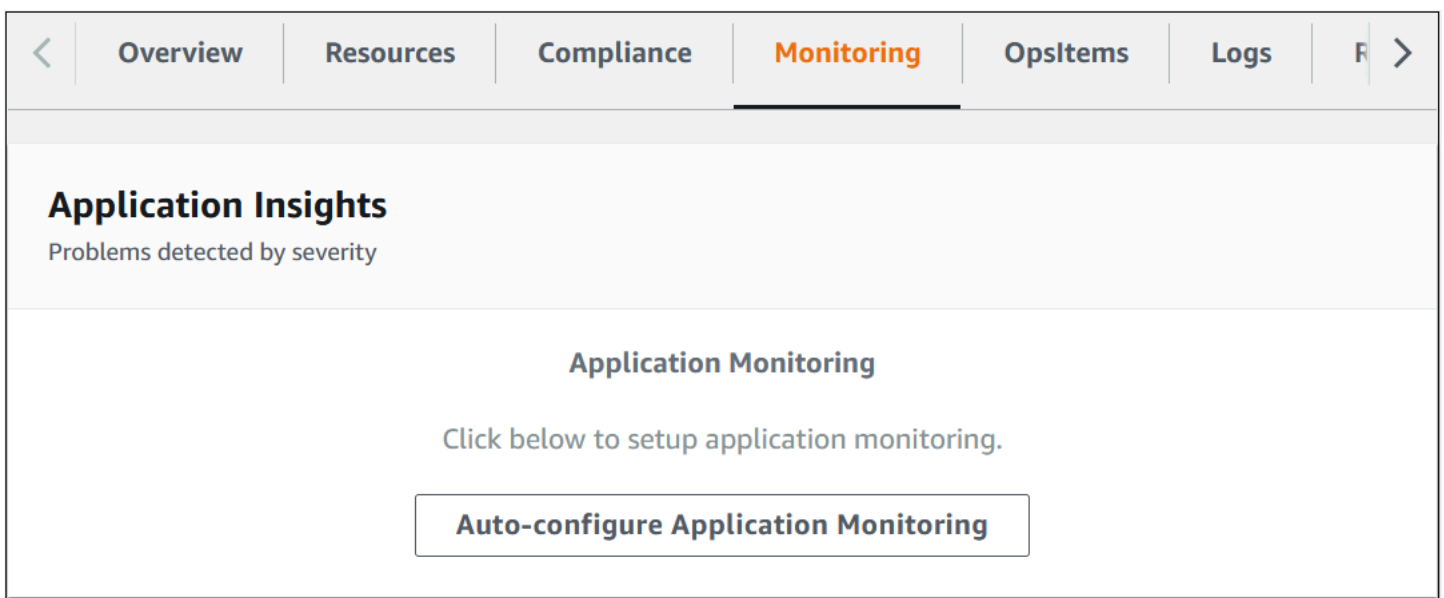 Overview Resources Compliance Monitoring OpsItems Logs
Application Insights
Problems detected by severity
Application Monitoring
Click below to setup application monitoring.
Auto-configure Application Monitoring